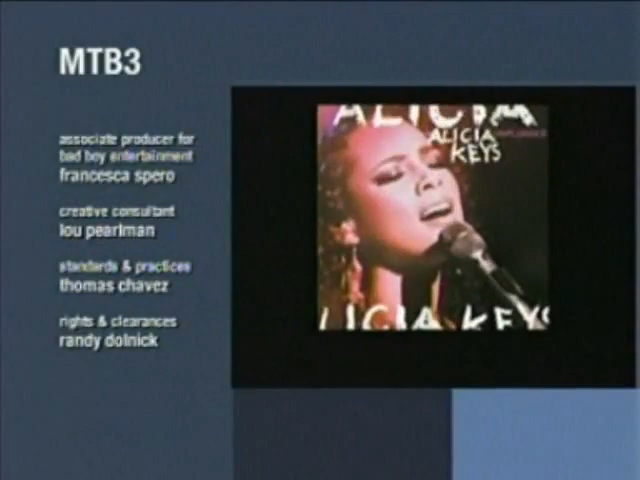 MTB3
associate producer for
bad boy entertainment
francesca spero
creative consultant
lou pearlman
standards & practices
thomas chavez
rights & clearances
randy dolnick
ALICIA
ALICIA UNPLUGGED
KEYS
LICIA KEYS